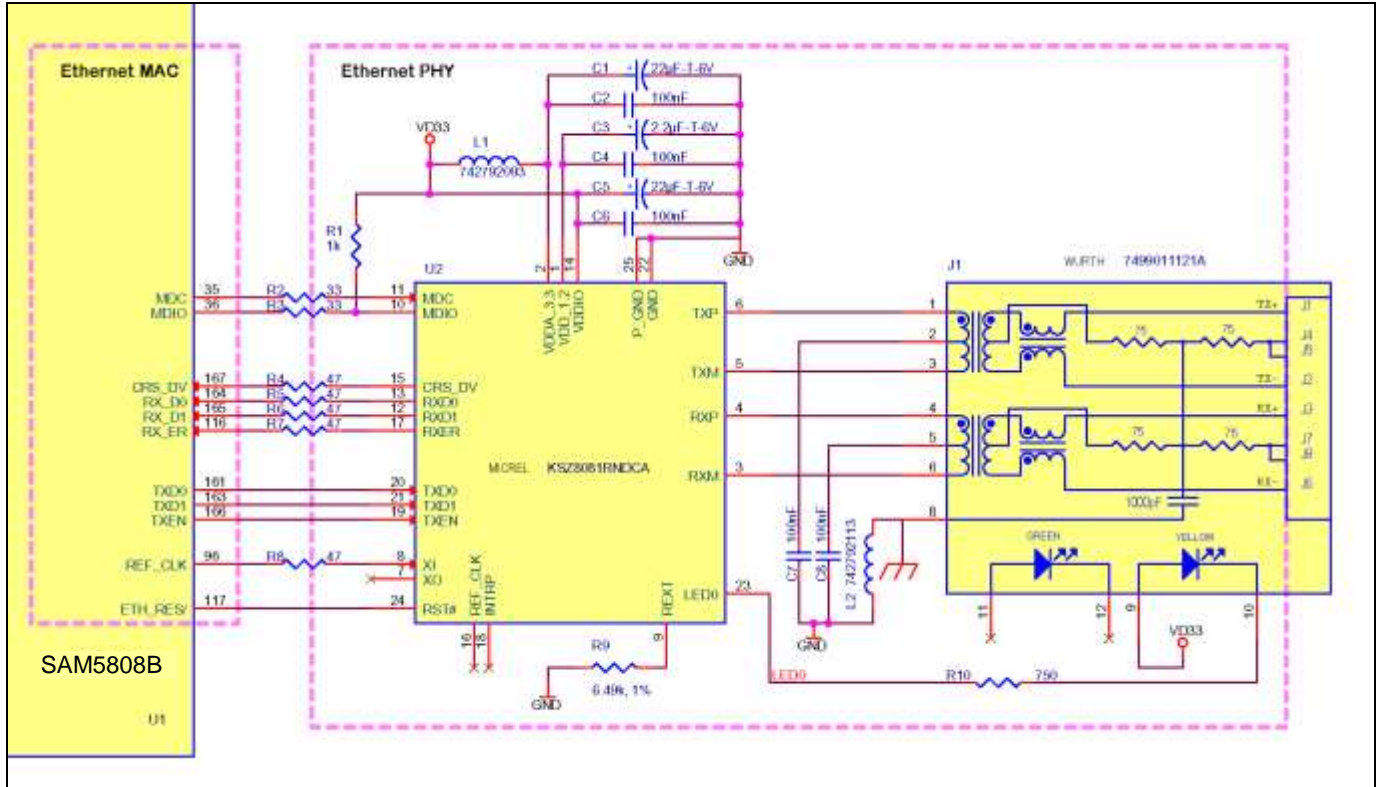 Ethernet MAC
Ethernet PHY
C1 + 22µF-T-6V
C2 100nF
C3 + 2.2µF-T-6V
C4 100nF
C5 + 22µF-T-6V
C6 100nF
VD33
L1
742792093
R1
1k
GND
U2
2 1 14 25 22
VDDA_3.3 VDD_1.2 VDDIO P_GND GND
J1 WURTH 7499011121A
MDC 35 R2 33 11 MDC
MDIO 36 R3 33 10 MDIO
TXP 6 1 TX+ J1
2 75 75 J4
J5
TXM 5 3 TX- J2
CRS_DV 167 R4 47 15 CRS_DV
RX_D0 164 R5 47 13 RXD0
RX_D1 165 R6 47 12 RXD1
RX_ER 116 R7 47 17 RXER
RXP 4 4 RX+ J3
5 75 75 J7
J8
RXM 3 6 RX- J6
MICREL KSZ8081RNDCA
TXD0 161 20 TXD0
TXD1 163 21 TXD1
TXEN 166 19 TXEN
8 1000pF
GREEN YELLOW
C7 100nF C8 100nF L2 742792113
REF_CLK 96 R8 47 8 XI
7 XO
ETH_RES/ 117 24 RST#
REF_CLK INTRP REXT
LED0 23
16 18 9
11 12 9 10
GND
VD33
R9
6.49k, 1%
GND
LED0 R10 750
SAM5808B
U1